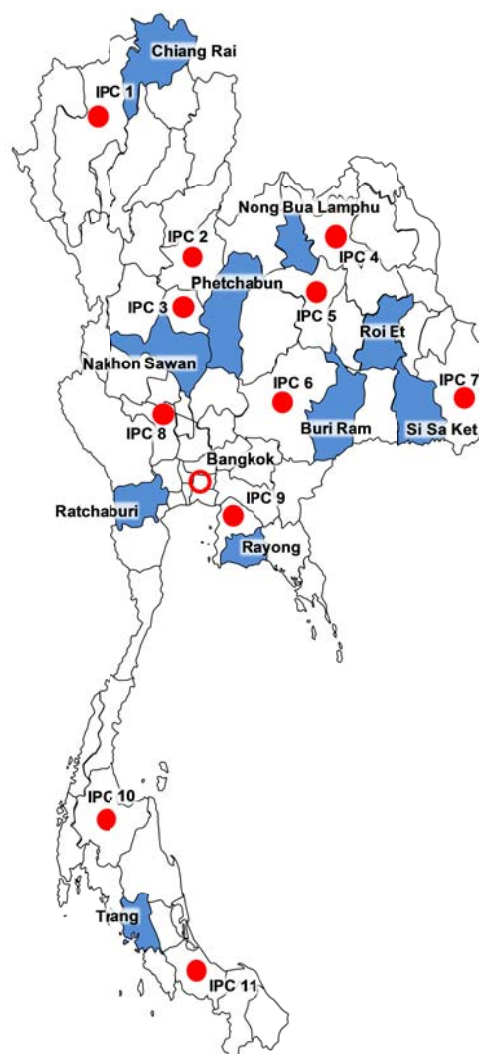 Chiang Rai
IPC 1
Nong Bua Lamphu
IPC 2
IPC 4
Phetchabun
IPC 3
IPC 5
Roi Et
Nakhon Sawan
IPC 6
IPC 7
IPC 8
Buri Ram
Si Sa Ket
Bangkok
IPC 9
Ratchaburi
Rayong
IPC 10
Trang
IPC 11